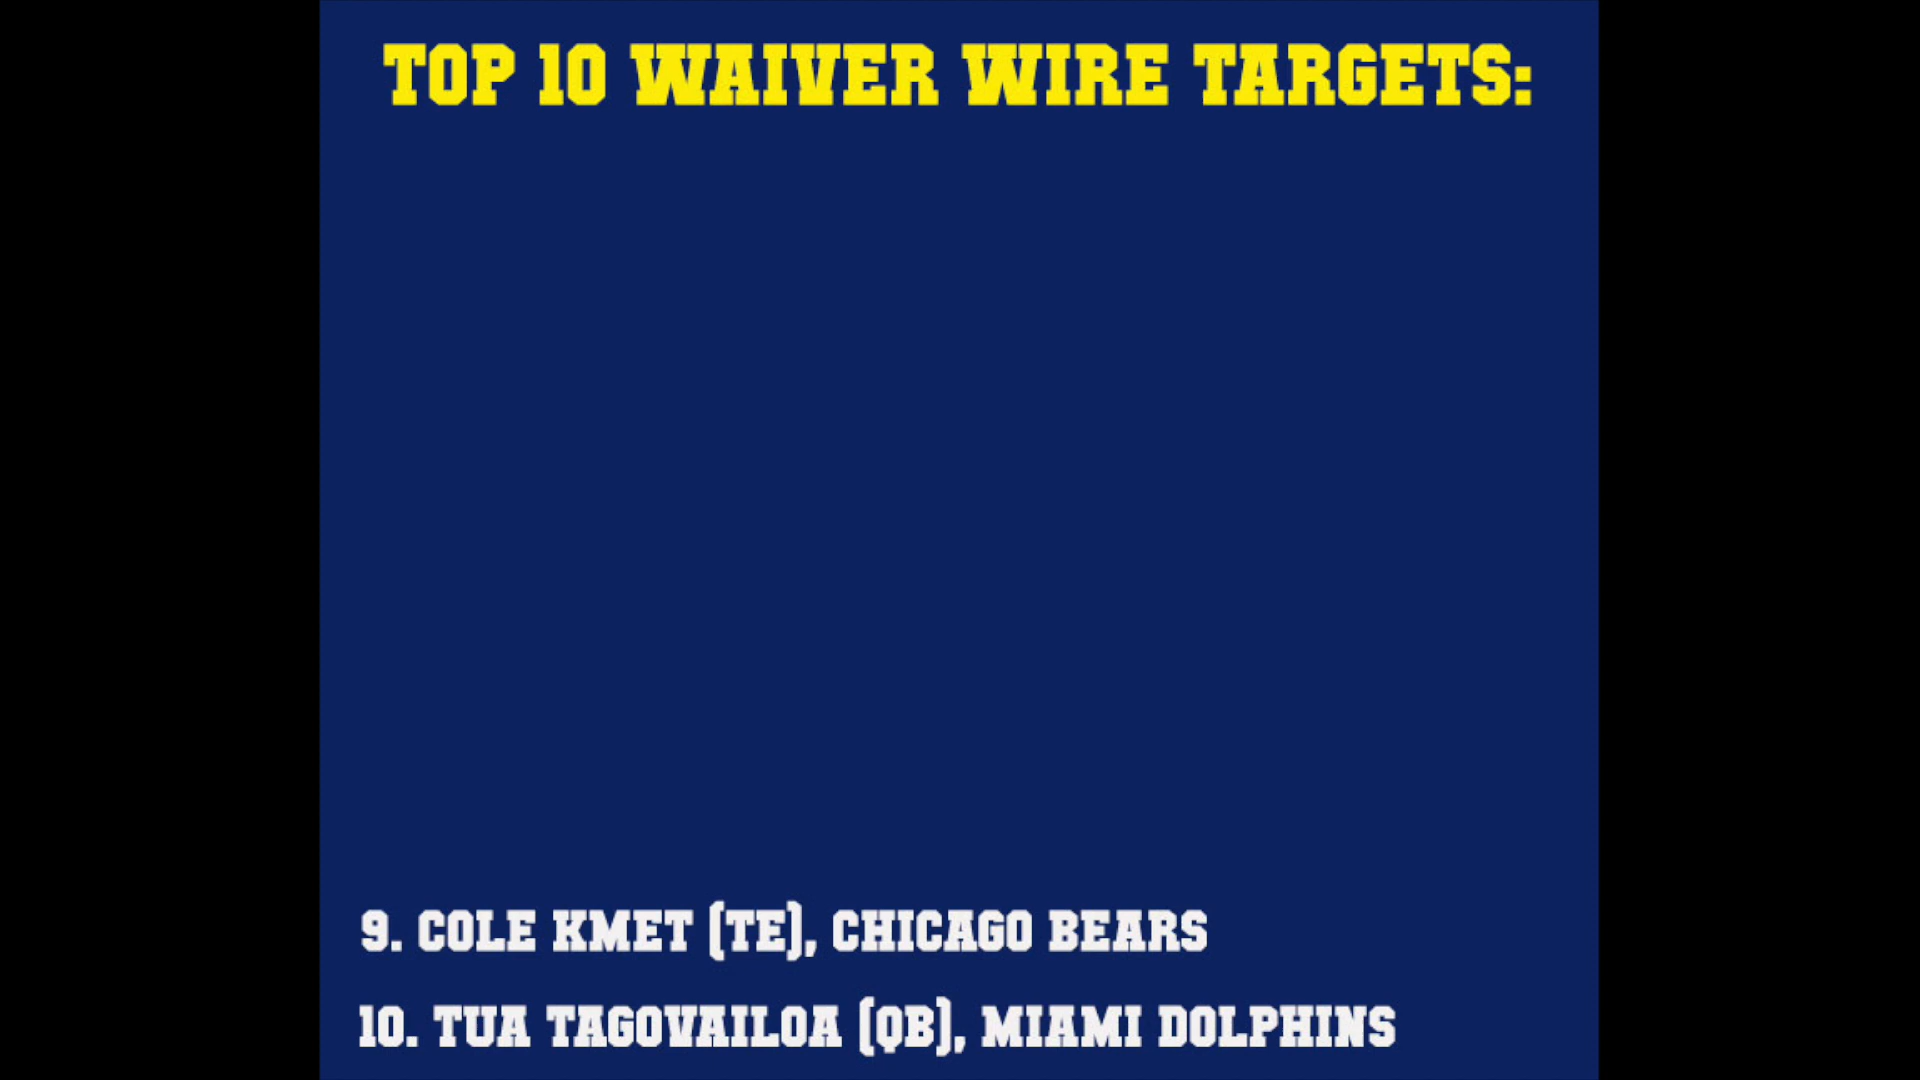 TOP 10 WAIVER WIRE TARGETS:
9. COLE KMET (TE), CHICAGO BEARS
10. TUA TAGOVAILOA (QB), MIAMI DOLPHINS